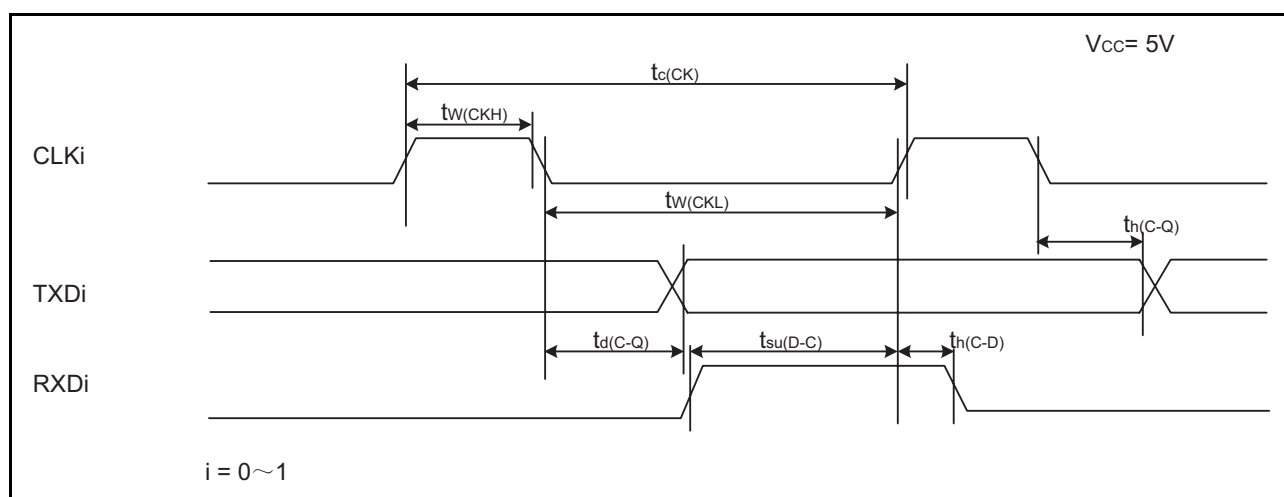 VCC= 5V
tc(CK)
tW(CKH)
CLKi
tW(CKL)
th(C-Q)
TXDi
td(C-Q) tsu(D-C) th(C-D)
RXDi
i = 0～1